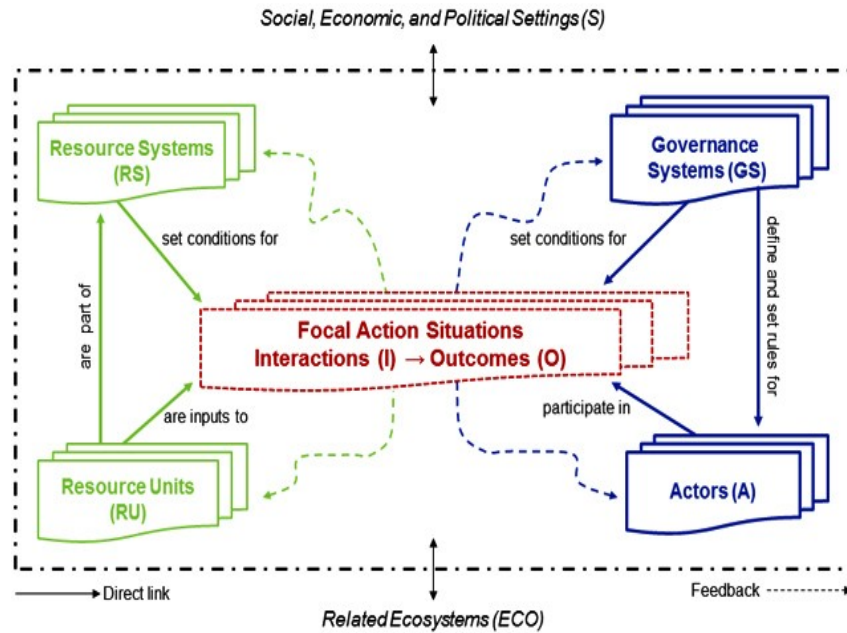 Social, Economic, and Political Settings (S)
Resource Systems
(RS)
Governance
Systems (GS)
set conditions for
set conditions for
are part of
define and set rules for
Focal Action Situations
Interactions (I) → Outcomes (O)
are inputs to
participate in
Resource Units
(RU)
Actors (A)
Direct link
Feedback
Related Ecosystems (ECO)